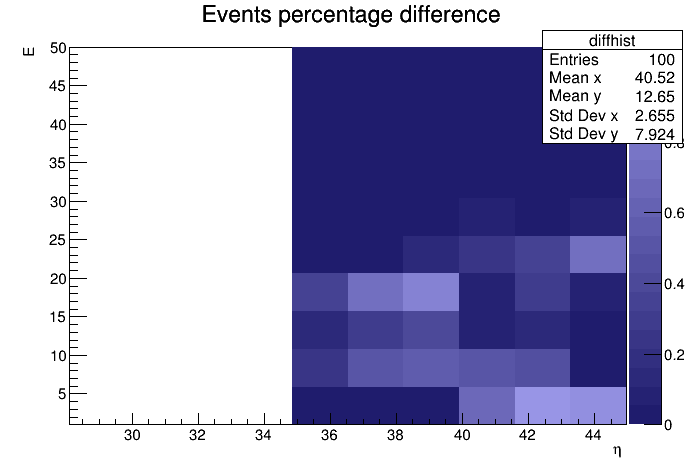 Events percentage difference
E
diffhist
Entries 100
Mean x 40.52
Mean y 12.65
Std Dev x 2.655
Std Dev y 7.924
50
45
40
35
30
25
20
15
10
5
0.6
0.4
0.2
0
30 32 34 36 38 40 42 44
η